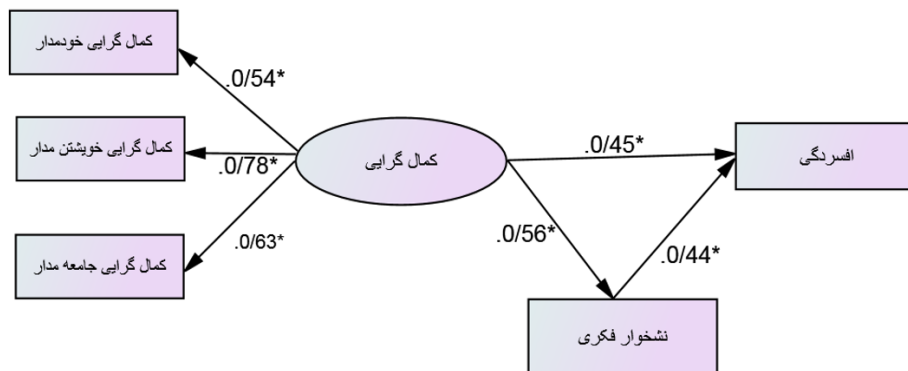 کمال گرایی خودمدار
.0/54*
کمال گرایی خویشتن مدار
.0/78*
کمال گرایی
.0/45*
افسردگی
کمال گرایی جامعه مدار
.0/63*
.0/56*
.0/44*
نشخوار فکری